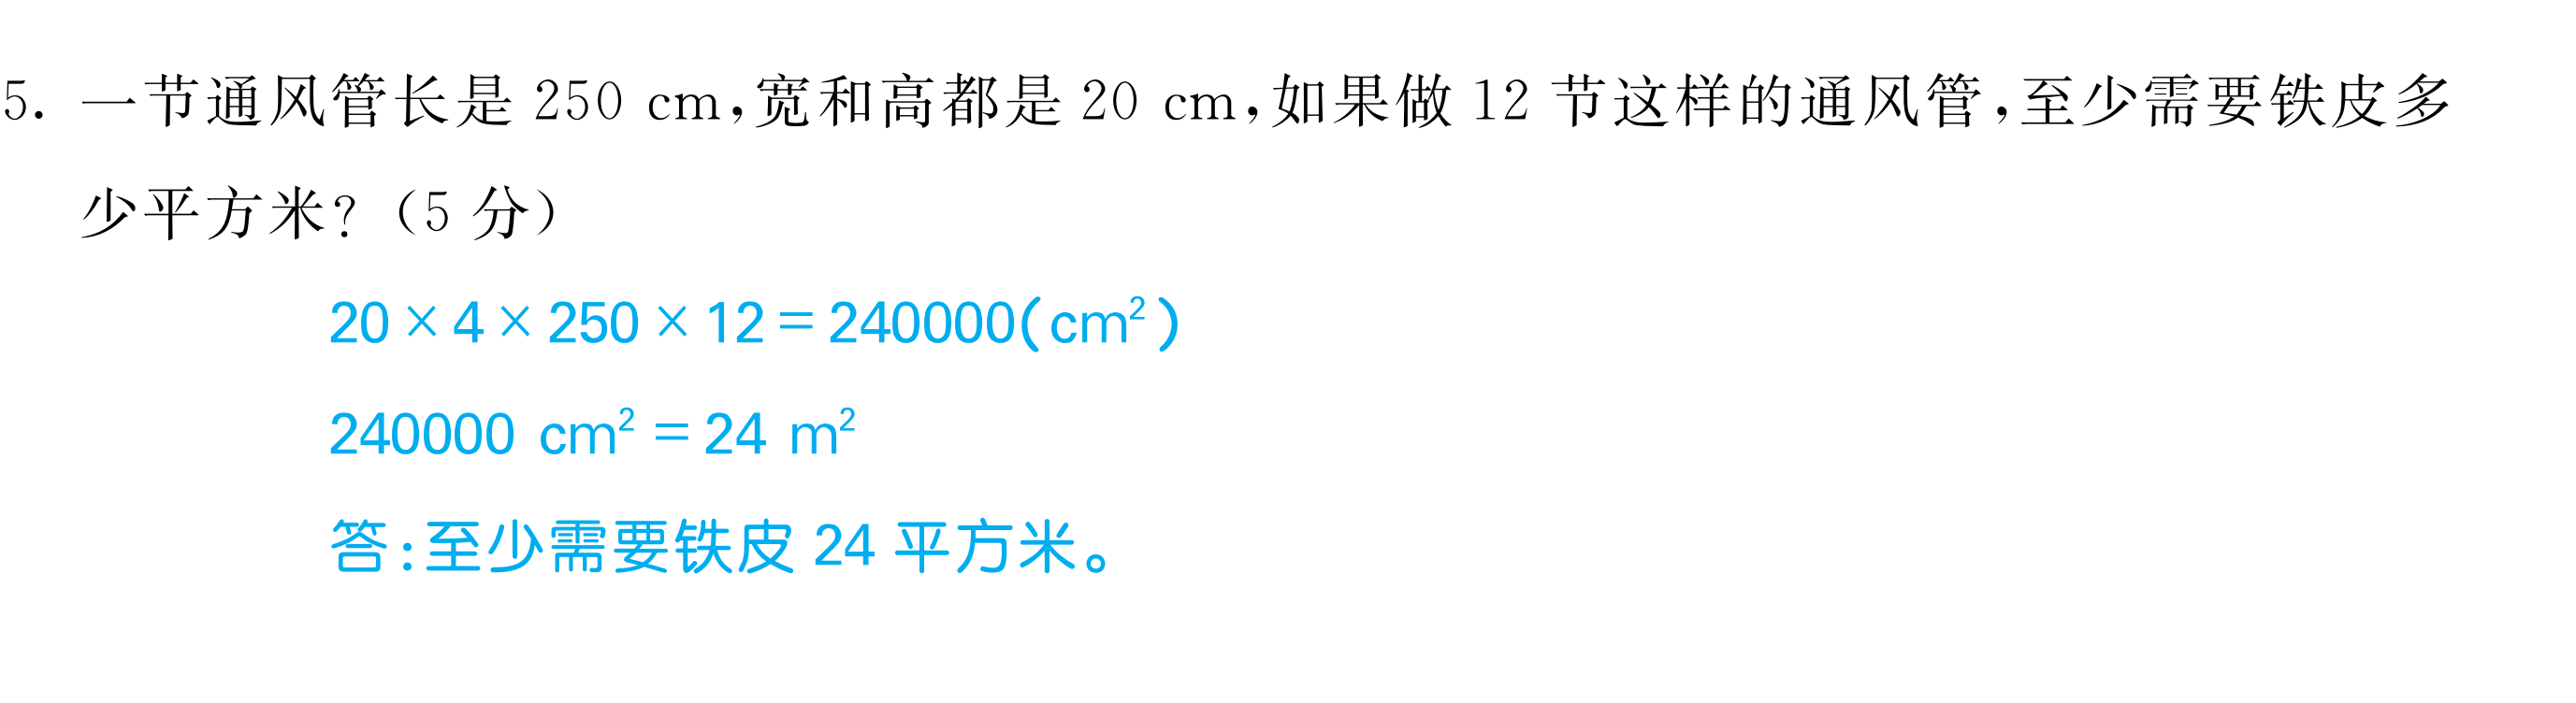 5. 一节通风管长是 250 cm,宽和高都是 20 cm,如果做 12 节这样的通风管,至少需要铁皮多
少平方米?(5 分)
20×4×250×12=240000(cm²)
240000 cm²=24 m²
答:至少需要铁皮 24 平方米。